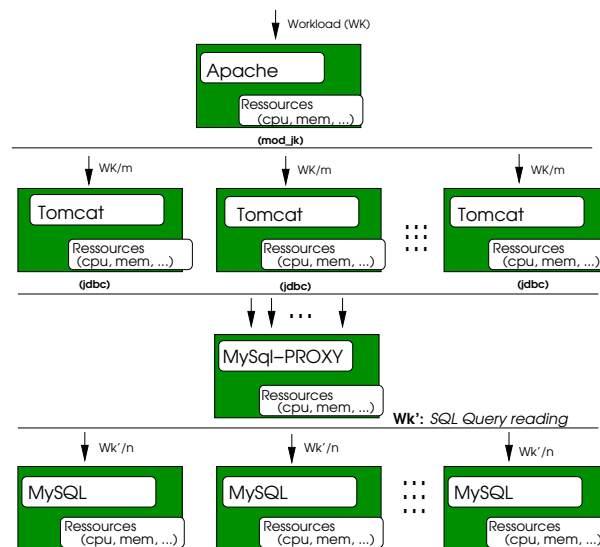 Workload (WK)
Apache
Ressources
(cpu, mem, ...)
(mod_jk)
WK/m WK/m WK/m
Tomcat Tomcat Tomcat
Ressources Ressources Ressources
(cpu, mem, ...) (cpu, mem, ...) (cpu, mem, ...)
(jdbc) (jdbc) (jdbc)
...
MySql-PROXY
Ressources
(cpu, mem, ...)
Wk': SQL Query reading
Wk'/n Wk'/n Wk'/n
MySQL MySQL MySQL
Ressources Ressources Ressources
(cpu, mem, ...) (cpu, mem, ...) (cpu, mem, ...)